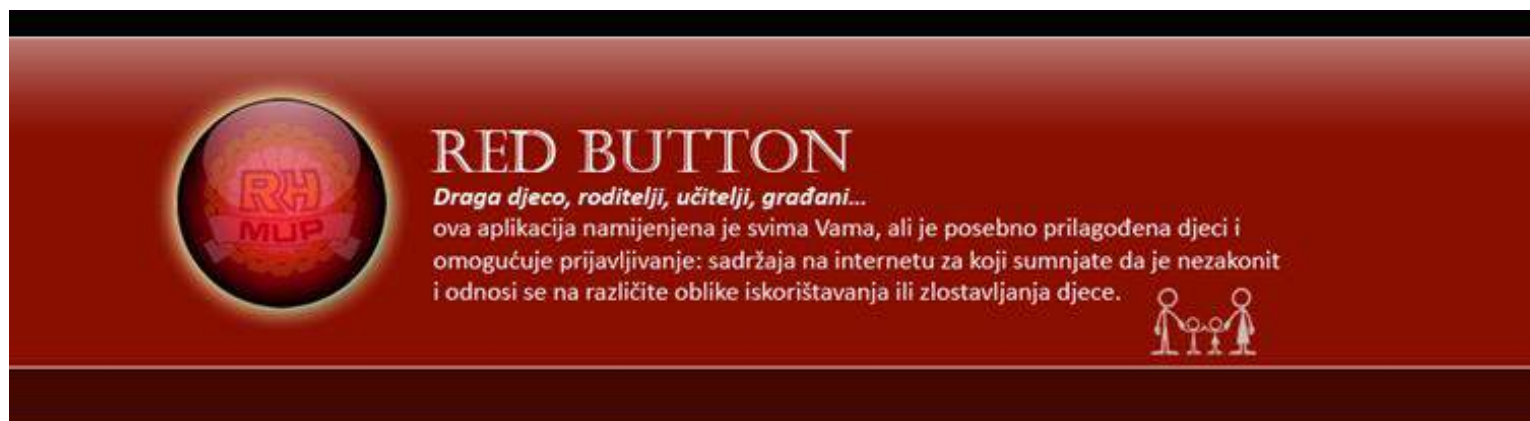 RH
MUP
RED BUTTON
Draga djeco, roditelji, učitelji, građani...
ova aplikacija namijenjena je svima Vama, ali je posebno prilagođena djeci i
omogućuje prijavljivanje: sadržaja na internetu za koji sumnjate da je nezakonit
i odnosi se na različite oblike iskorištavanja ili zlostavljanja djece.